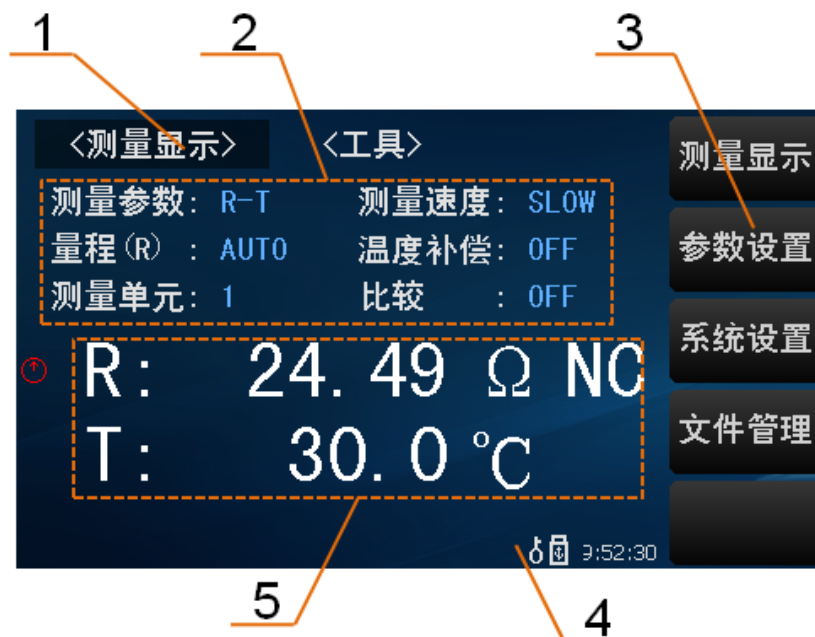 1 2 3
<测量显示> <工具>
测量参数: R-T 测量速度: SLOW
量程(R) : AUTO 温度补偿: OFF
测量单元: 1 比较 : OFF
R: 24.49 Ω NC
T: 30.0 ℃
9:52:30
测量显示
参数设置
系统设置
文件管理
5 4